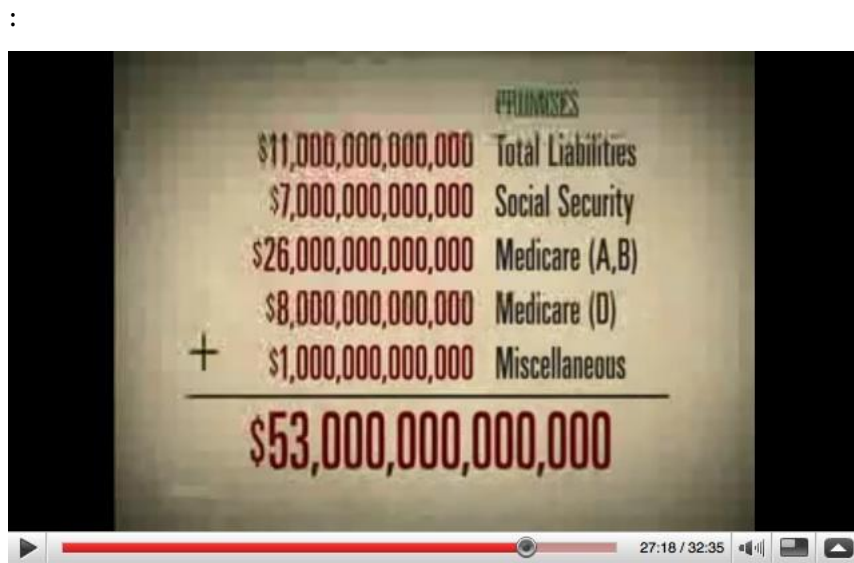 :
PROMISES
$11,000,000,000,000 Total Liabilities
$7,000,000,000,000 Social Security
$26,000,000,000,000 Medicare (A,B)
$8,000,000,000,000 Medicare (D)
+ $1,000,000,000,000 Miscellaneous
$53,000,000,000,000
27:18 / 32:35